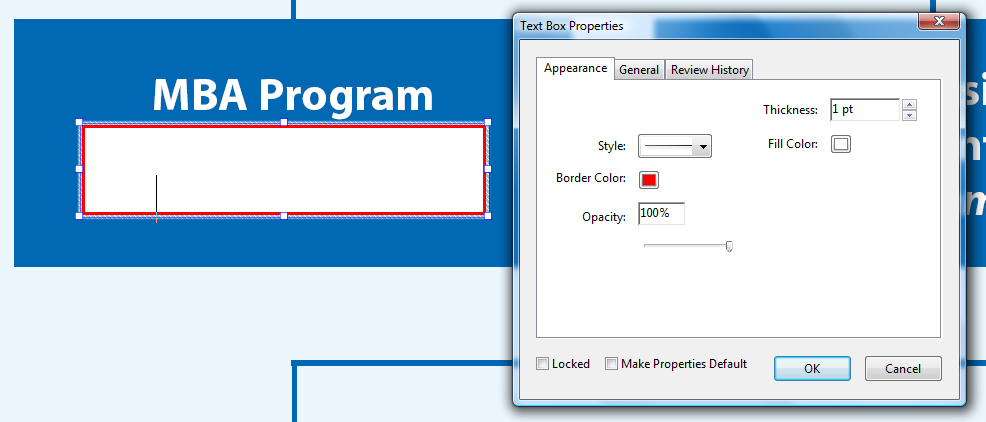 MBA Program
Text Box Properties
Appearance
General
Review History
Thickness:
1 pt
Style:
Fill Color:
Border Color:
Opacity:
100%
Locked
Make Properties Default
OK
Cancel